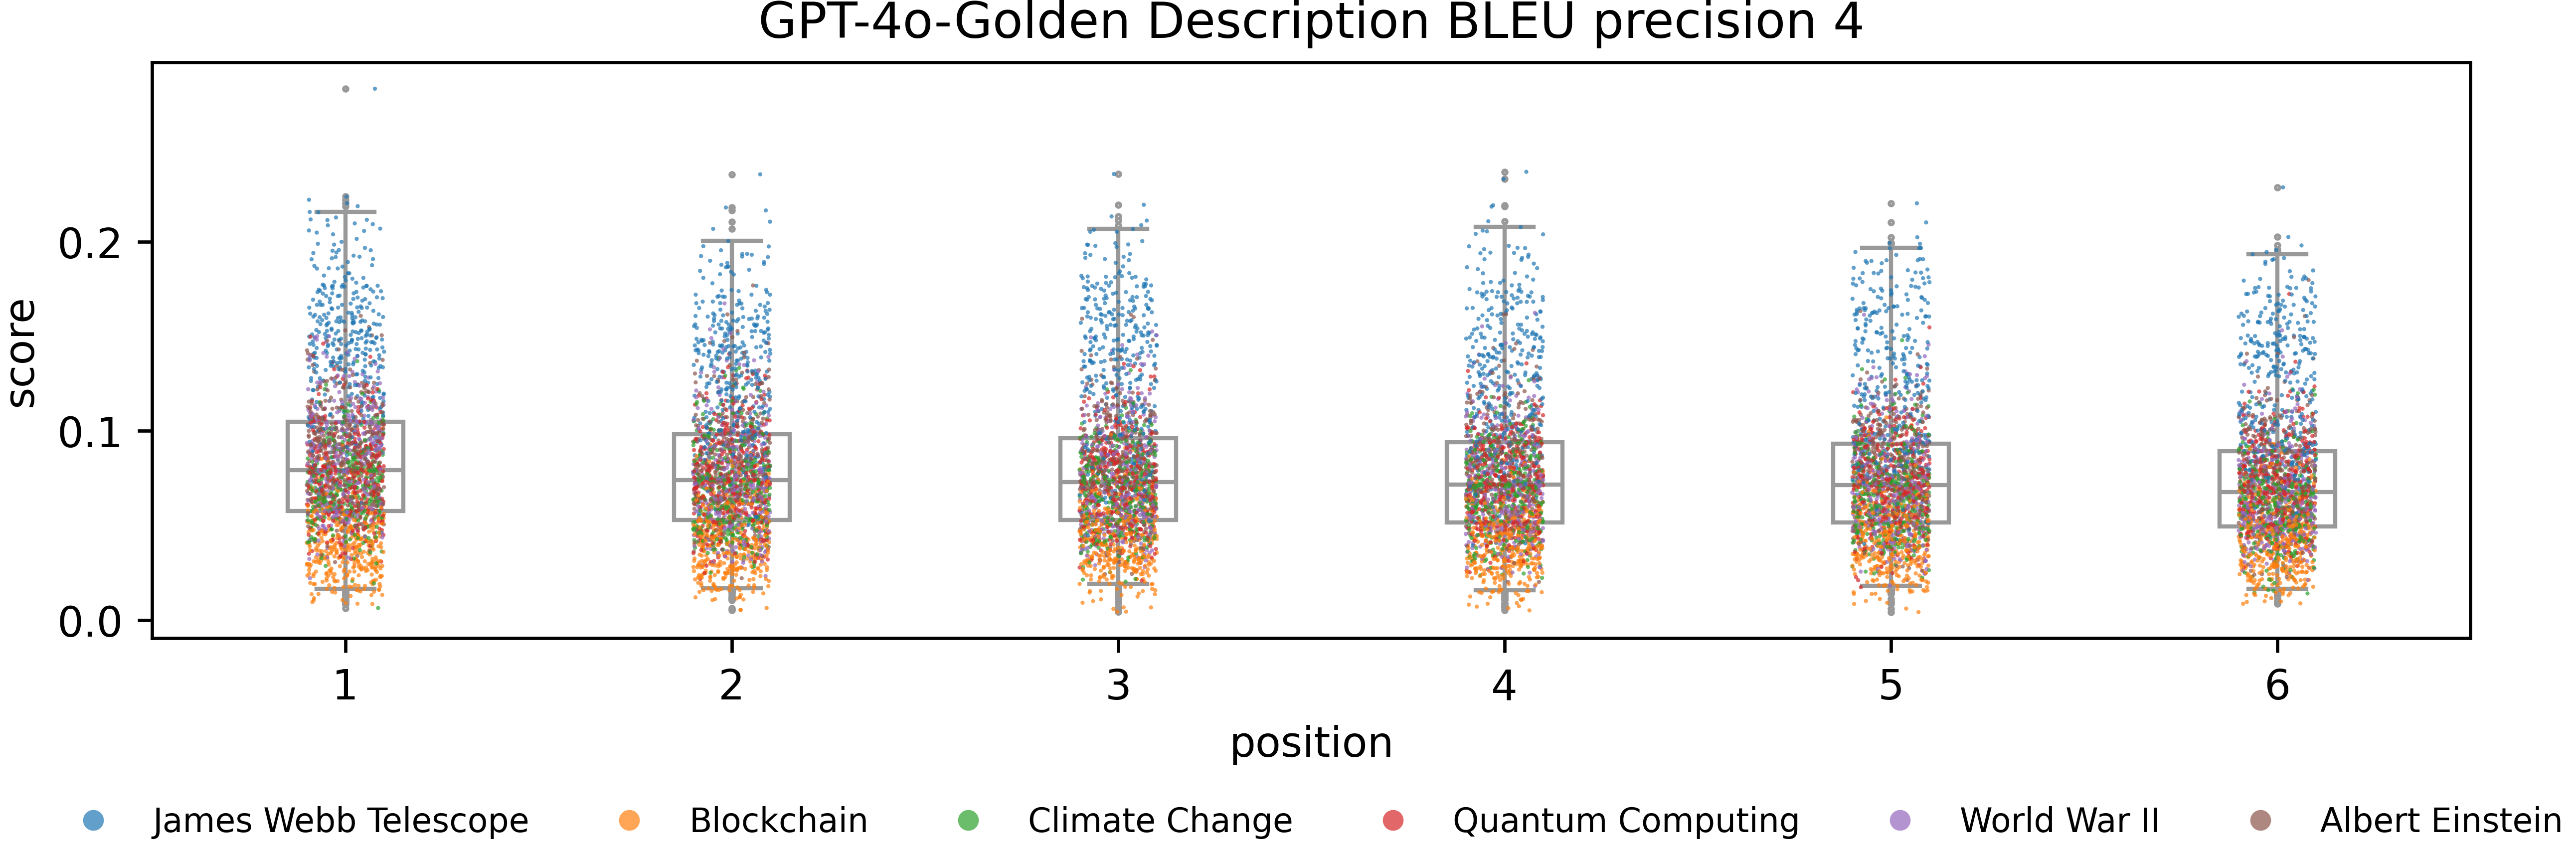 GPT-4o-Golden Description BLEU precision 4
score
0.2
0.1
0.0
1 2 3 4 5 6
position
James Webb Telescope Blockchain Climate Change Quantum Computing World War II Albert Einstein